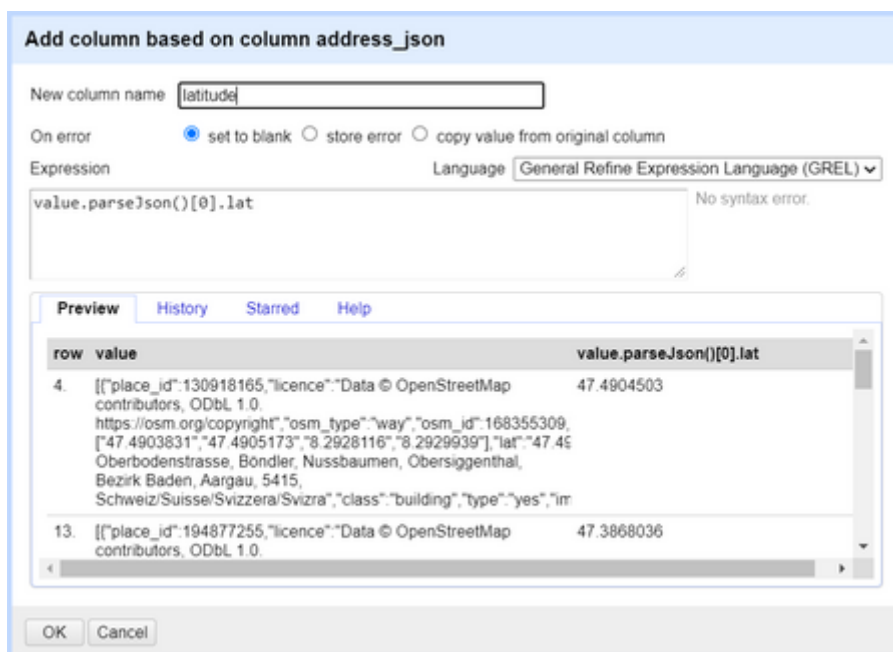 Add column based on column address_json
New column name latitude
On error set to blank store error copy value from original column
Expression Language General Refine Expression Language (GREL)
value.parseJson()[0].lat No syntax error.
Preview History Starred Help
row value value.parseJson()[0].lat
4. [{"place_id":130918165,"licence":"Data © OpenStreetMap 47.4904503
contributors, ODbL 1.0.
https://osm.org/copyright","osm_type":"way","osm_id":168355309,
["47.4903831","47.4905173","8.2928116","8.2929939"],"lat":"47.49
Oberbodenstrasse, Böndler, Nussbaumen, Obersiggenthal,
Bezirk Baden, Aargau, 5415,
Schweiz/Suisse/Svizzera/Svizra","class":"building","type":"yes","im
13. [{"place_id":194877255,"licence":"Data © OpenStreetMap 47.3868036
contributors, ODbL 1.0.
OK Cancel